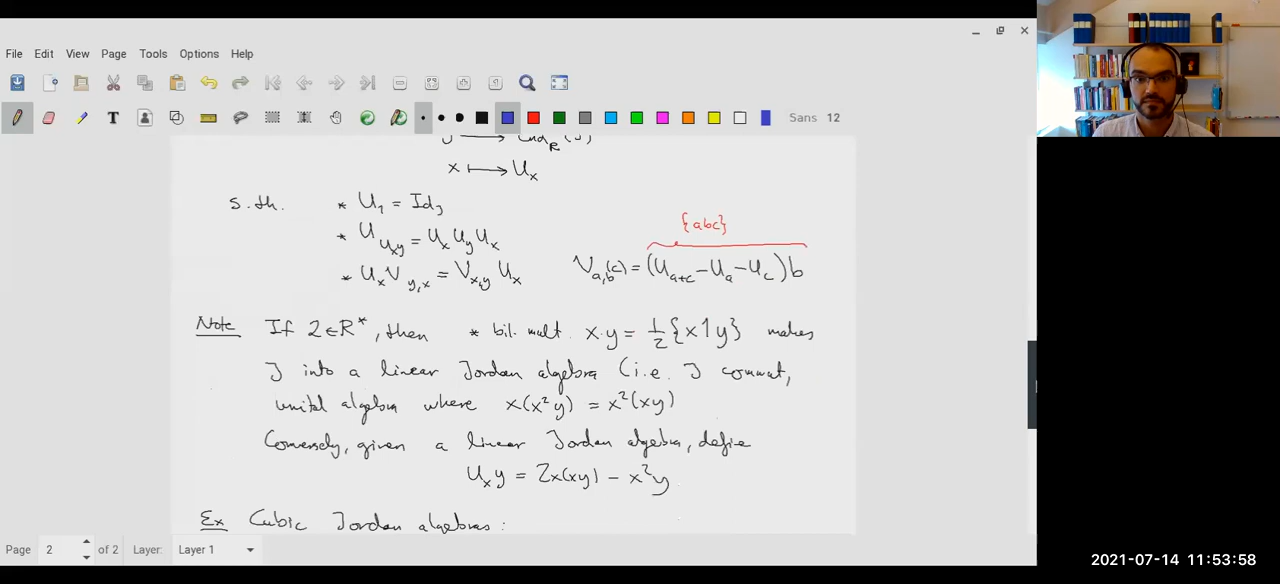 File Edit View Page Tools Options Help
Sans 12
J → End_R(J)
x ↦ U_x
s.th. * U_1 = Id_J
{abc}
* U_{U_x y} = U_x U_y U_x
* U_x V_{y,x} = V_{x,y} U_x V_{a,b}(c) = (U_{a+c} - U_a - U_c) b
Note If 2 ∈ R*, then * bil. mult. x·y = ½{x1y} makes
J into a linear Jordan algebra (i.e. J commut,
unital algebra where x(x²y) = x²(xy)
Conversely, given a linear Jordan algebra, define
U_x y = 2x(xy) - x²y
Ex Cubic Jordan algebras:
Page 2 of 2 Layer: Layer 1
2021-07-14 11:53:58